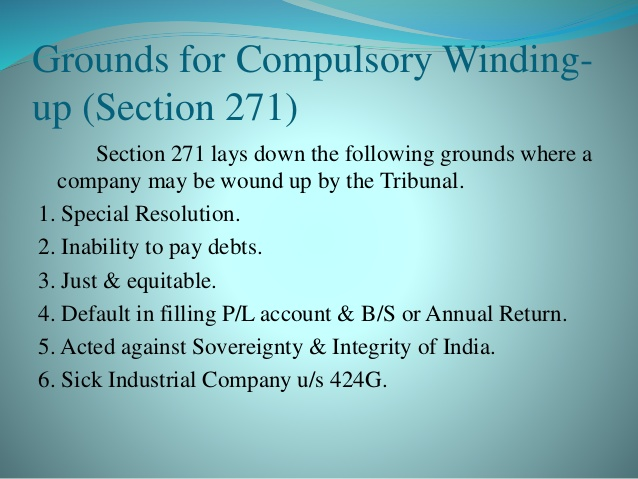 Grounds for Compulsory Winding-
up (Section 271)
Section 271 lays down the following grounds where a
company may be wound up by the Tribunal.
1. Special Resolution.
2. Inability to pay debts.
3. Just & equitable.
4. Default in filling P/L account & B/S or Annual Return.
5. Acted against Sovereignty & Integrity of India.
6. Sick Industrial Company u/s 424G.